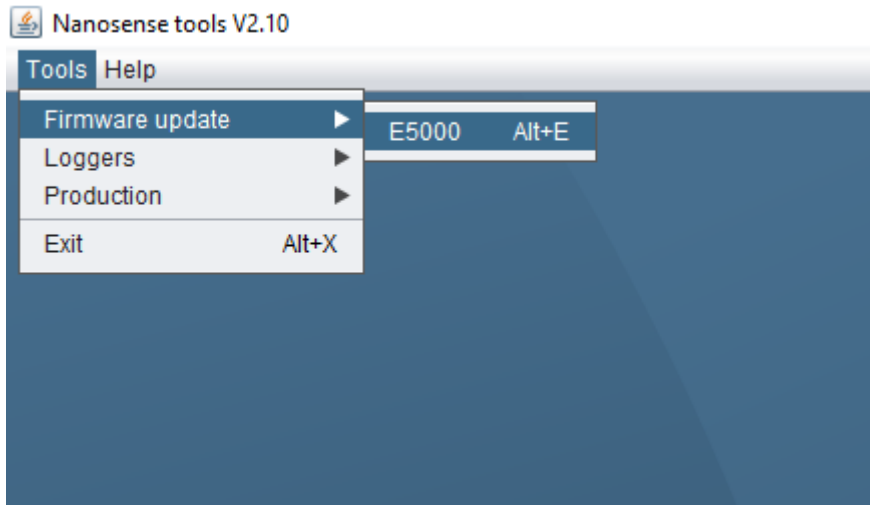 Nanosense tools V2.10
Tools Help
Firmware update
E5000 Alt+E
Loggers
Production
Exit Alt+X